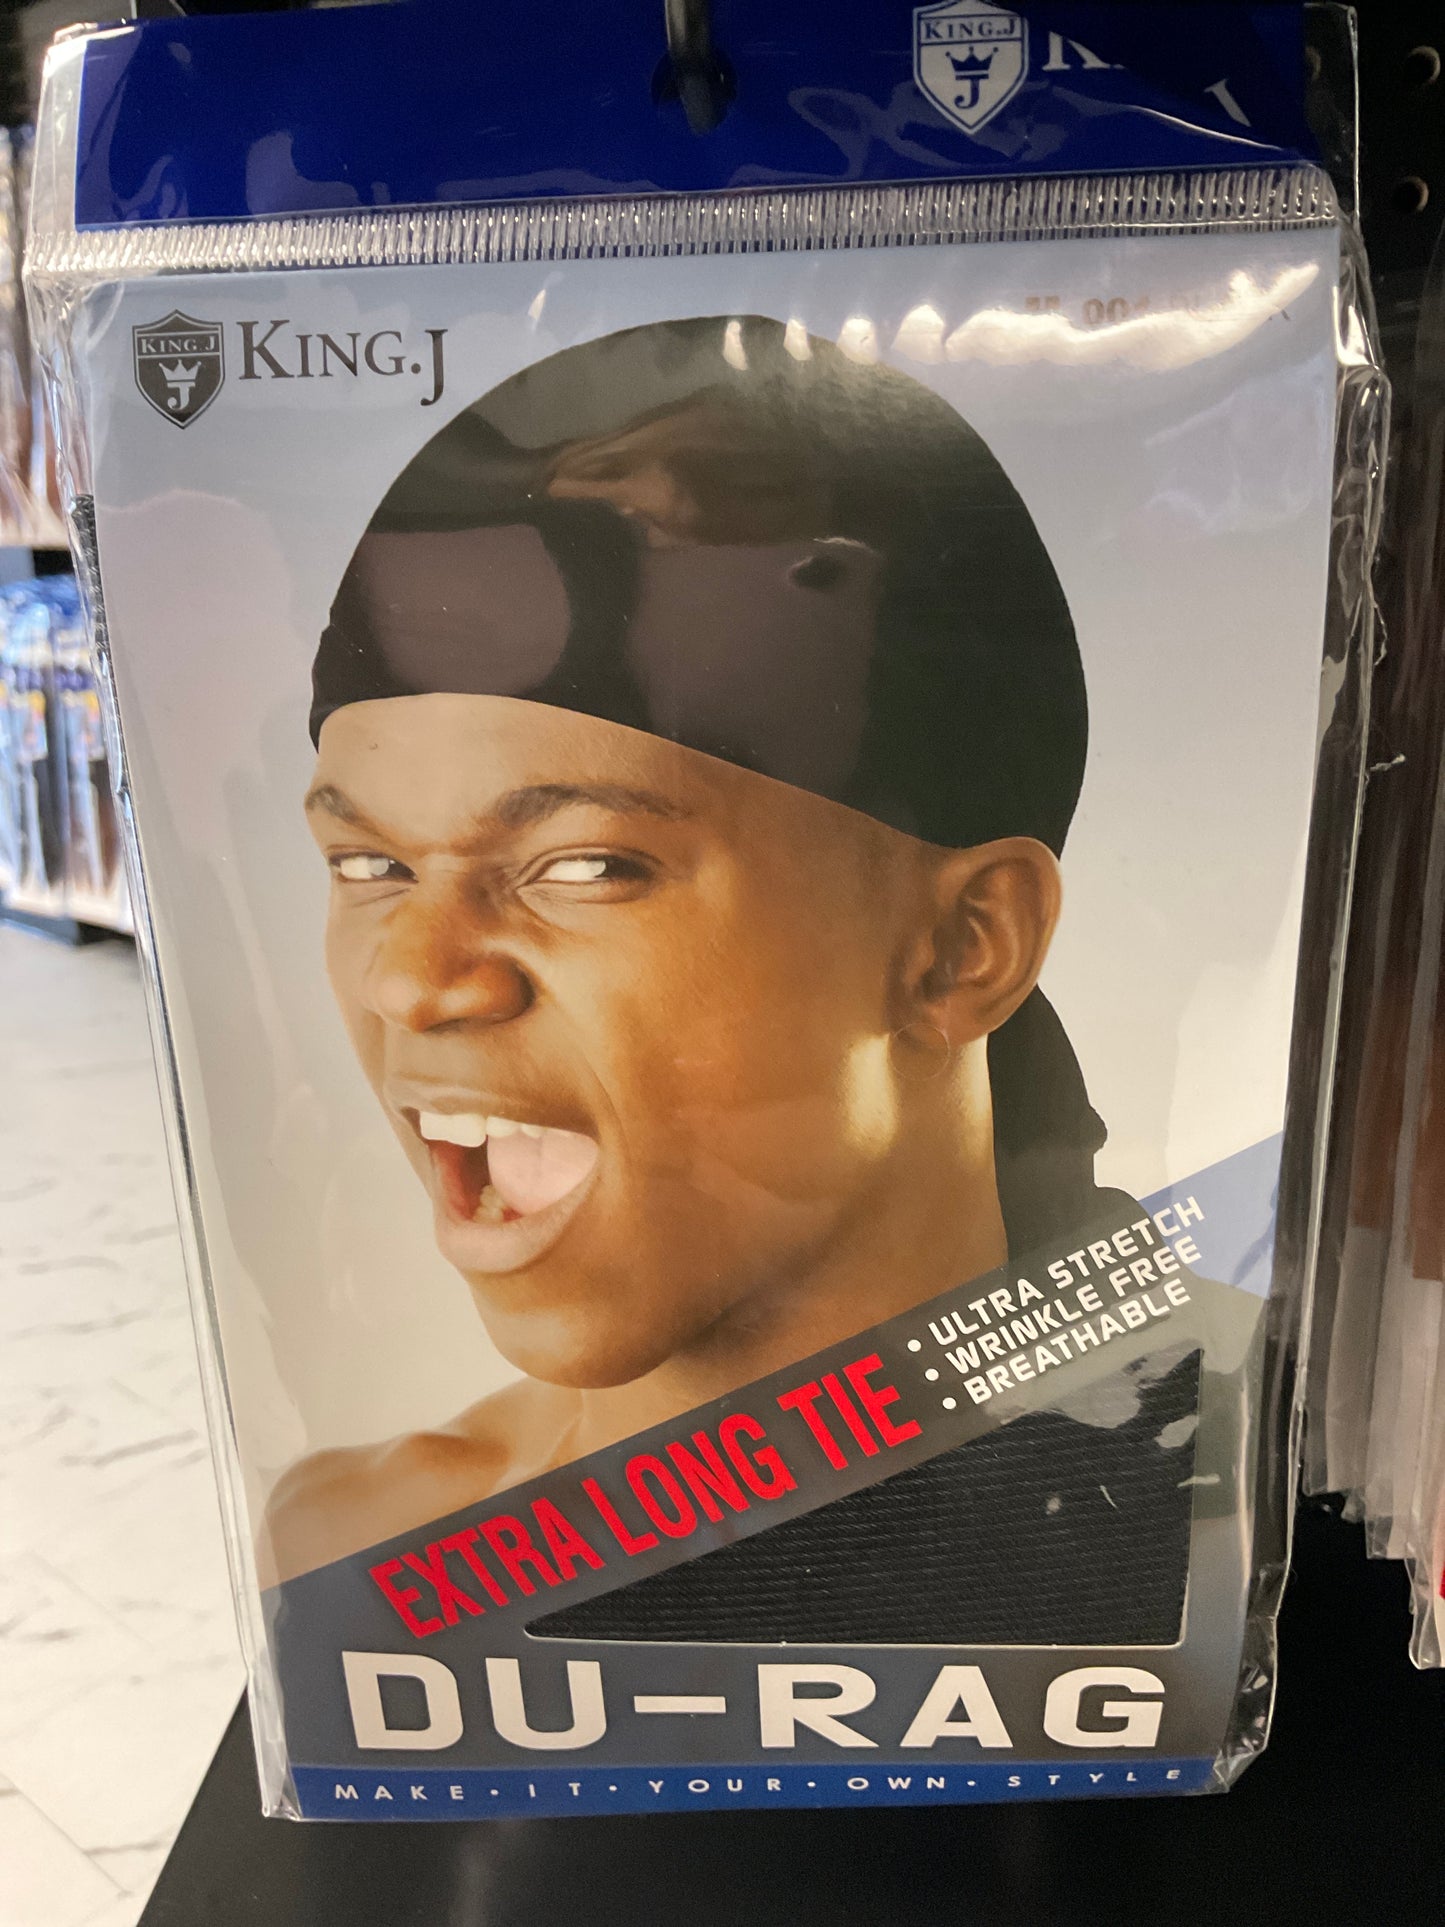 KING.J
J
KING.J
J
KING.J
• ULTRA STRETCH
• WRINKLE FREE
• BREATHABLE
EXTRA LONG TIE
DU-RAG
MAKE • IT • YOUR • OWN • STYLE